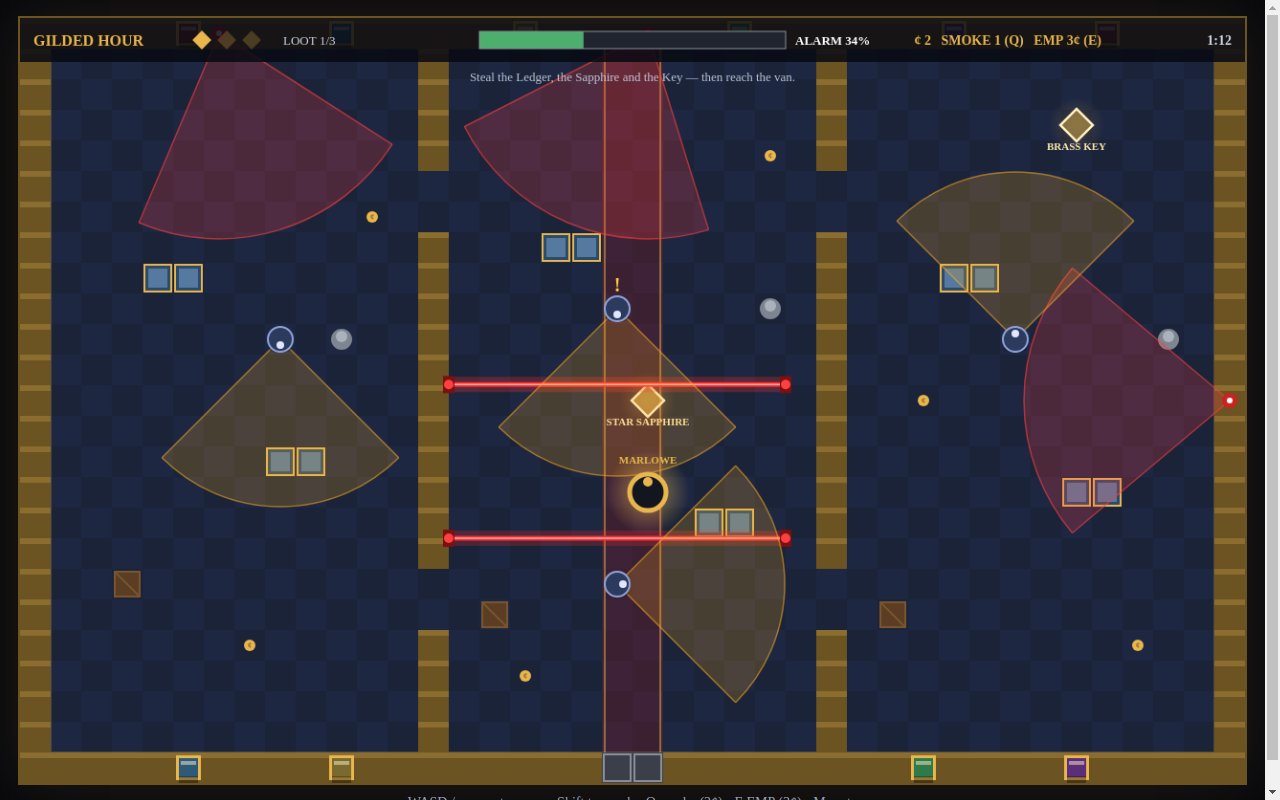 GILDED HOUR
LOOT 1/3
ALARM 34%
¢ 2 SMOKE 1 (Q) EMP 3¢ (E)
1:12
Steal the Ledger, the Sapphire and the Key — then reach the van.
BRASS KEY
!
STAR SAPPHIRE
MARLOWE